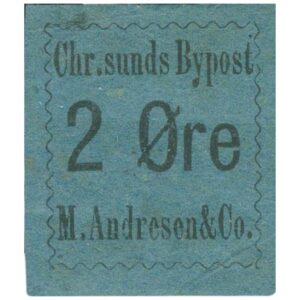 Chr.sunds Bypost
2 Øre
M.Andresen&Co.